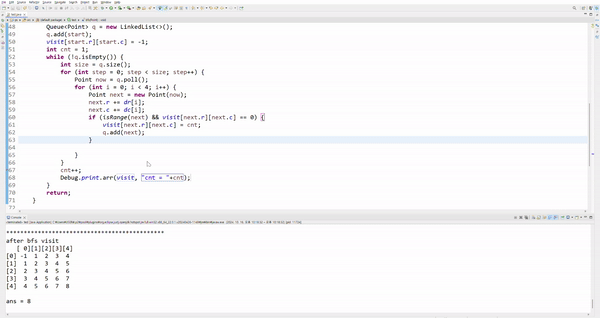 48 Queue<Point> q = new LinkedList<>();
49 q.add(start);
50 visit[start.r][start.c] = -1;
51 int cnt = 1;
52 while (!q.isEmpty()) {
53 int size = q.size();
54 for (int step = 0; step < size; step++) {
55 Point now = q.poll();
56 for (int i = 0; i < 4; i++) {
57 Point next = new Point(now);
58 next.r += dr[i];
59 next.c += dc[i];
60 if (isRange(next) && visit[next.r][next.c] == 0) {
61 visit[next.r][next.c] = cnt;
62 q.add(next);
63 }
64
65 }
66 }
67 cnt++;
68 Debug.print.arr(visit, "cnt = "+cnt);
69 }
70 return;
71 }
Console
after bfs visit
[ 0][1][2][3][4]
[0] -1 1 2 3 4
[1] 1 2 3 4 5
[2] 2 3 4 5 6
[3] 3 4 5 6 7
[4] 4 5 6 7 8
ans = 8